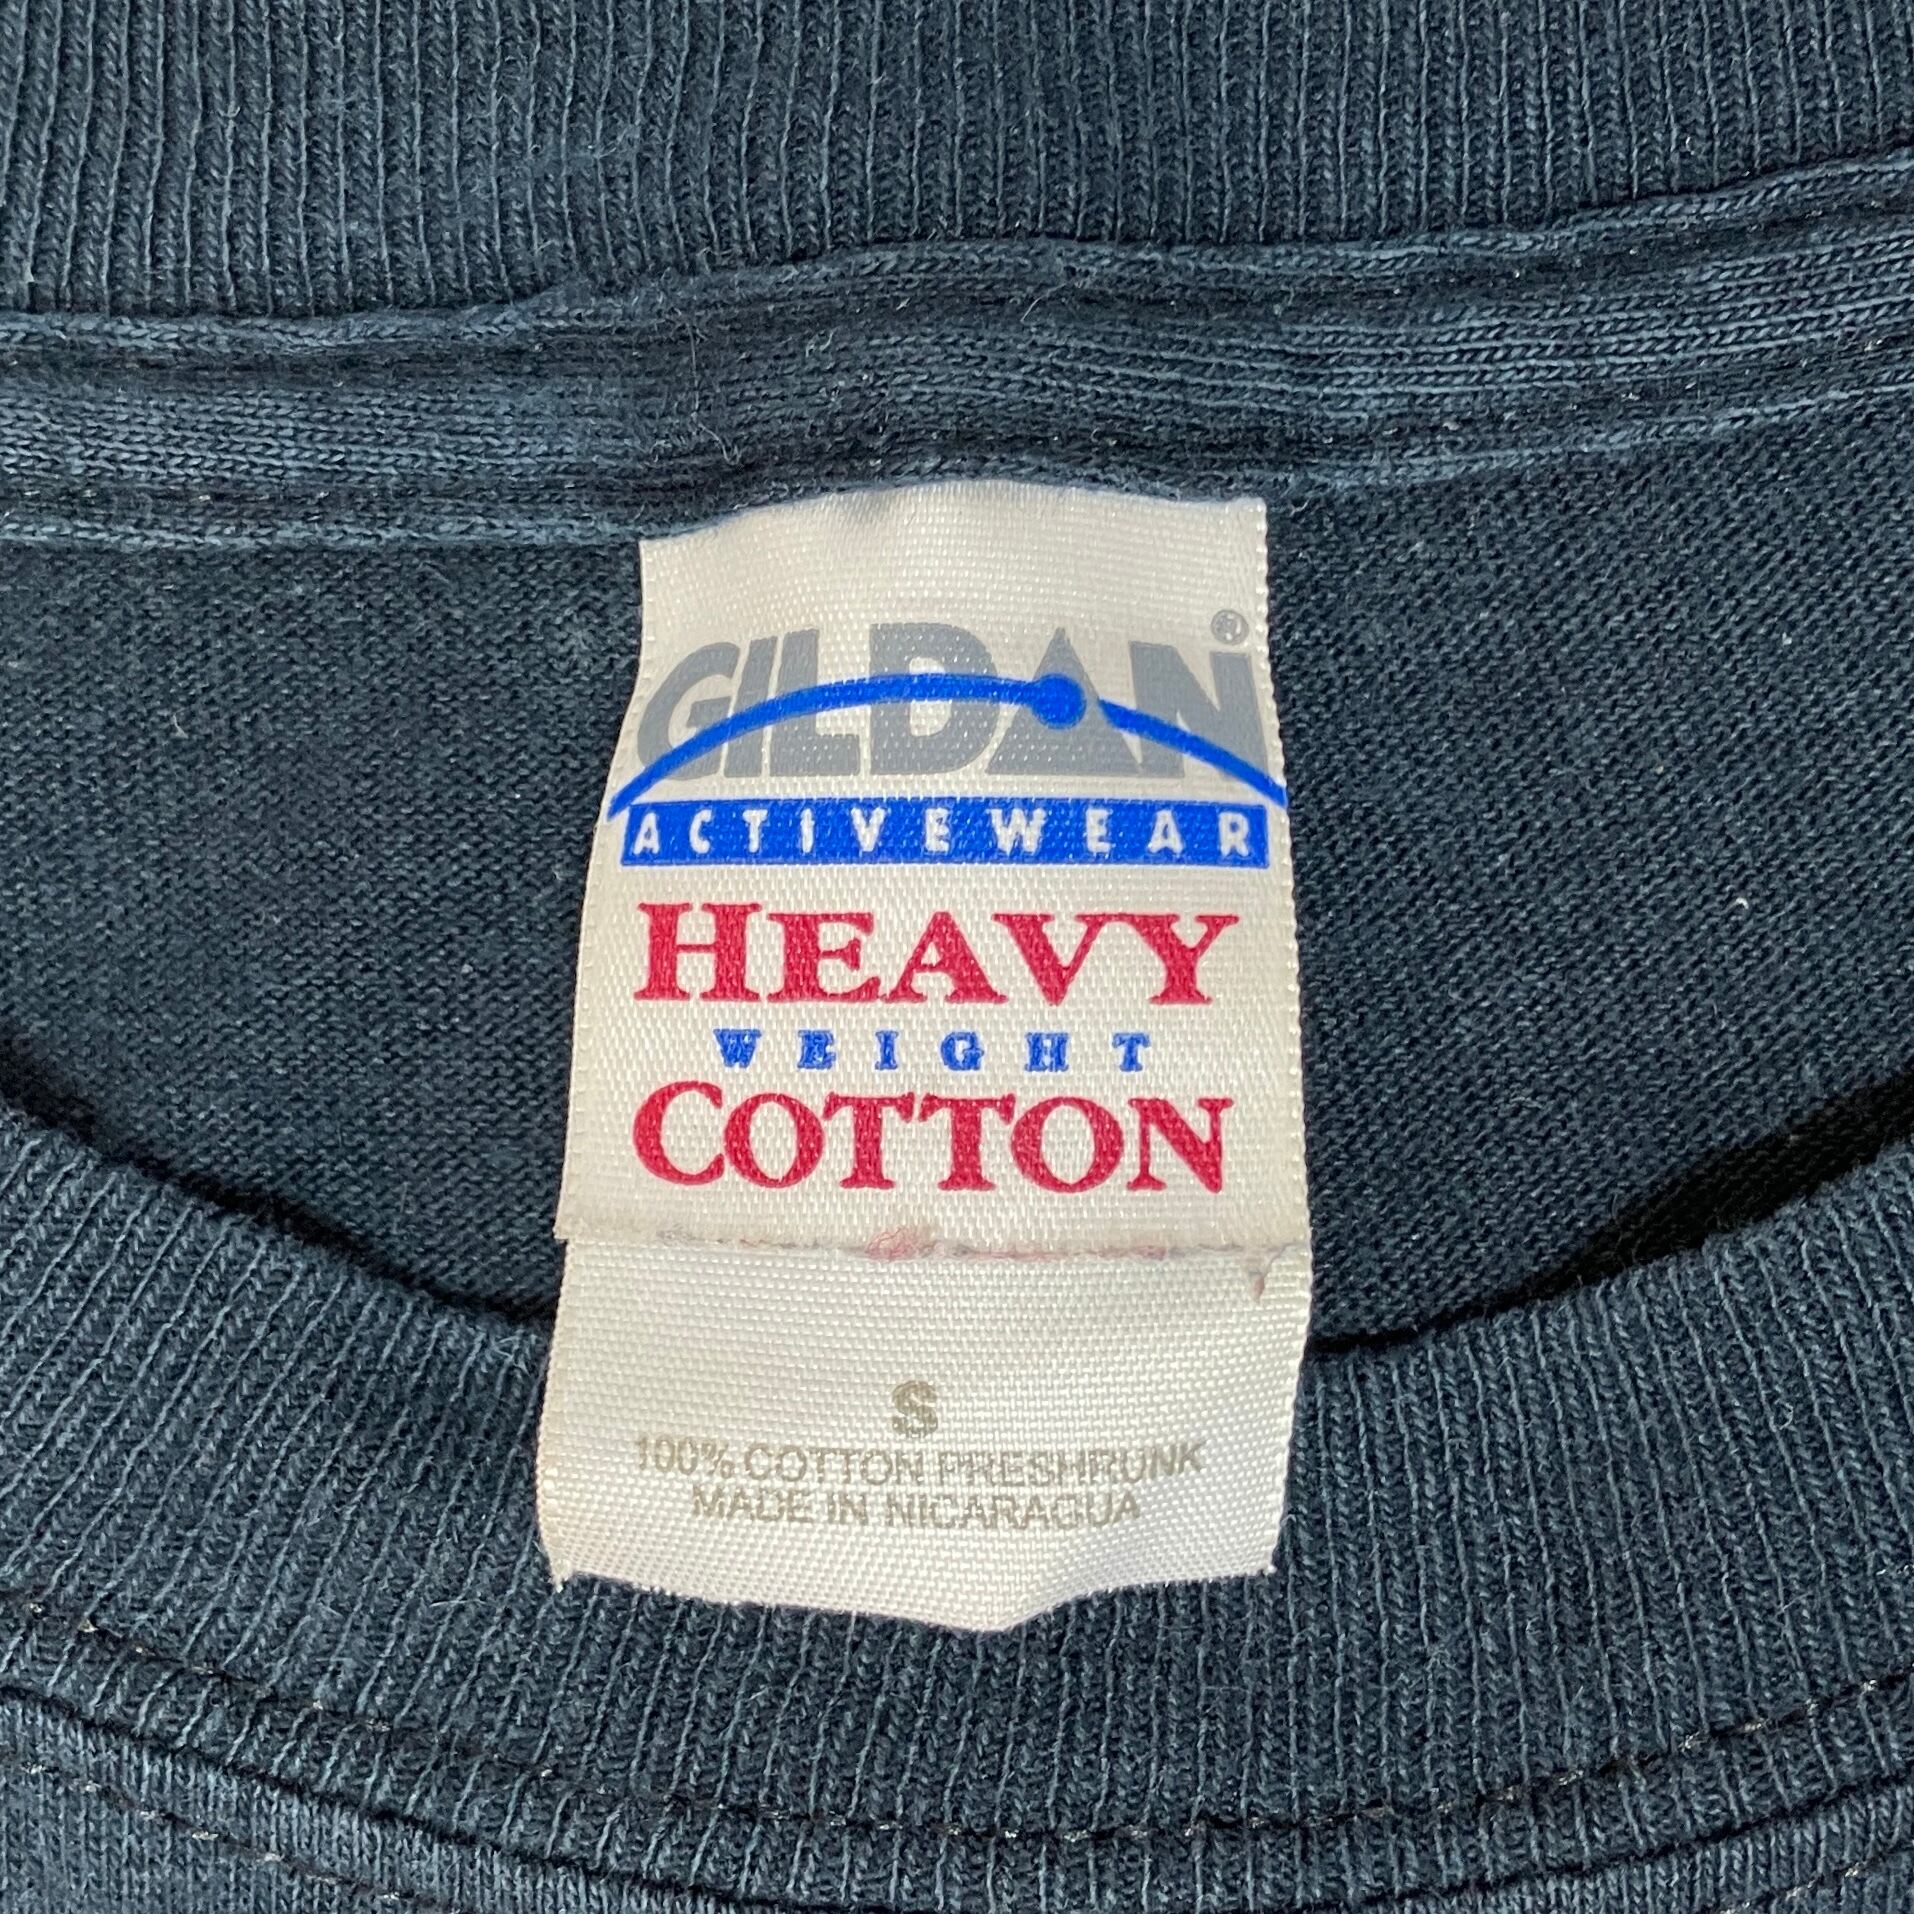 GILDAN®
ACTIVEWEAR
HEAVY
WEIGHT
COTTON
S
100% COTTON PRESHRUNK
MADE IN NICARAGUA